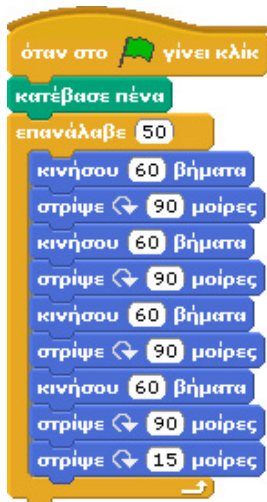 όταν στο γίνει κλικ
κατέβασε πένα
επανάλαβε 50
κινήσου 60 βήματα
στρίψε 90 μοίρες
κινήσου 60 βήματα
στρίψε 90 μοίρες
κινήσου 60 βήματα
στρίψε 90 μοίρες
κινήσου 60 βήματα
στρίψε 90 μοίρες
στρίψε 15 μοίρες